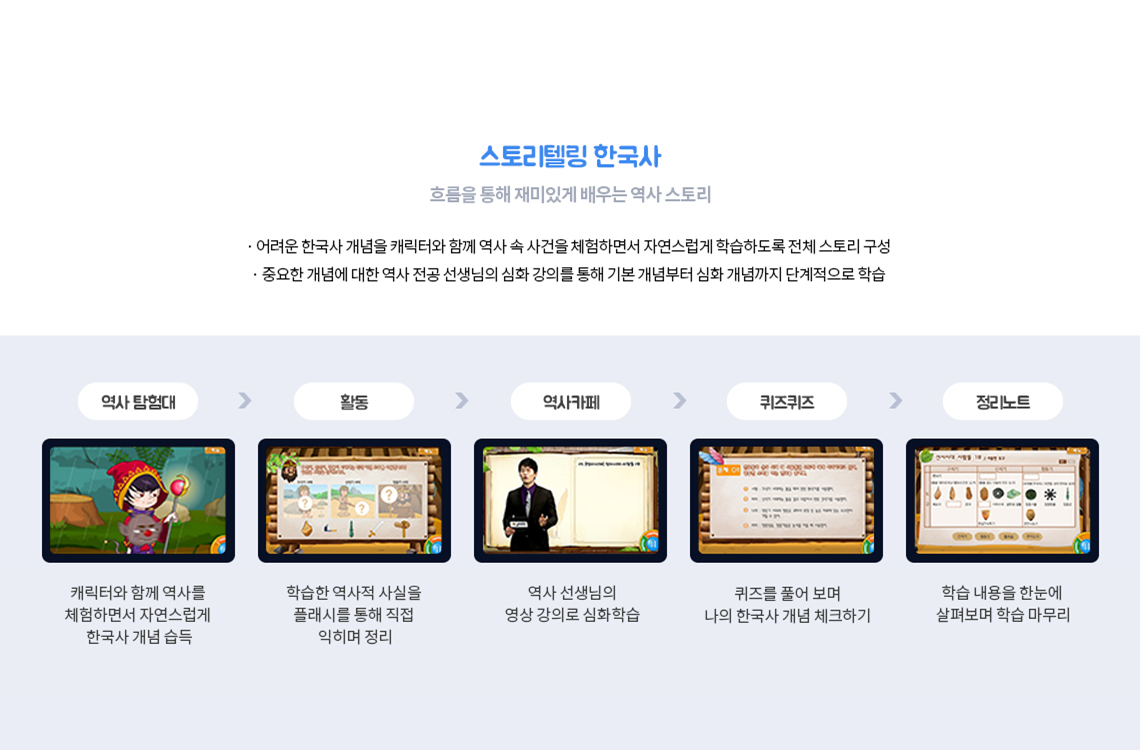 스토리텔링 한국사
흐름을 통해 재미있게 배우는 역사 스토리
· 어려운 한국사 개념을 캐릭터와 함께 역사 속 사건을 체험하면서 자연스럽게 학습하도록 전체 스토리 구성
· 중요한 개념에 대한 역사 전공 선생님의 심화 강의를 통해 기본 개념부터 심화 개념까지 단계적으로 학습
역사 탐험대
활동
역사카페
퀴즈퀴즈
정리노트
문제 01
캐릭터와 함께 역사를
체험하면서 자연스럽게
한국사 개념 습득
학습한 역사적 사실을
플래시를 통해 직접
익히며 정리
역사 선생님의
영상 강의로 심화학습
퀴즈를 풀어 보며
나의 한국사 개념 체크하기
학습 내용을 한눈에
살펴보며 학습 마무리